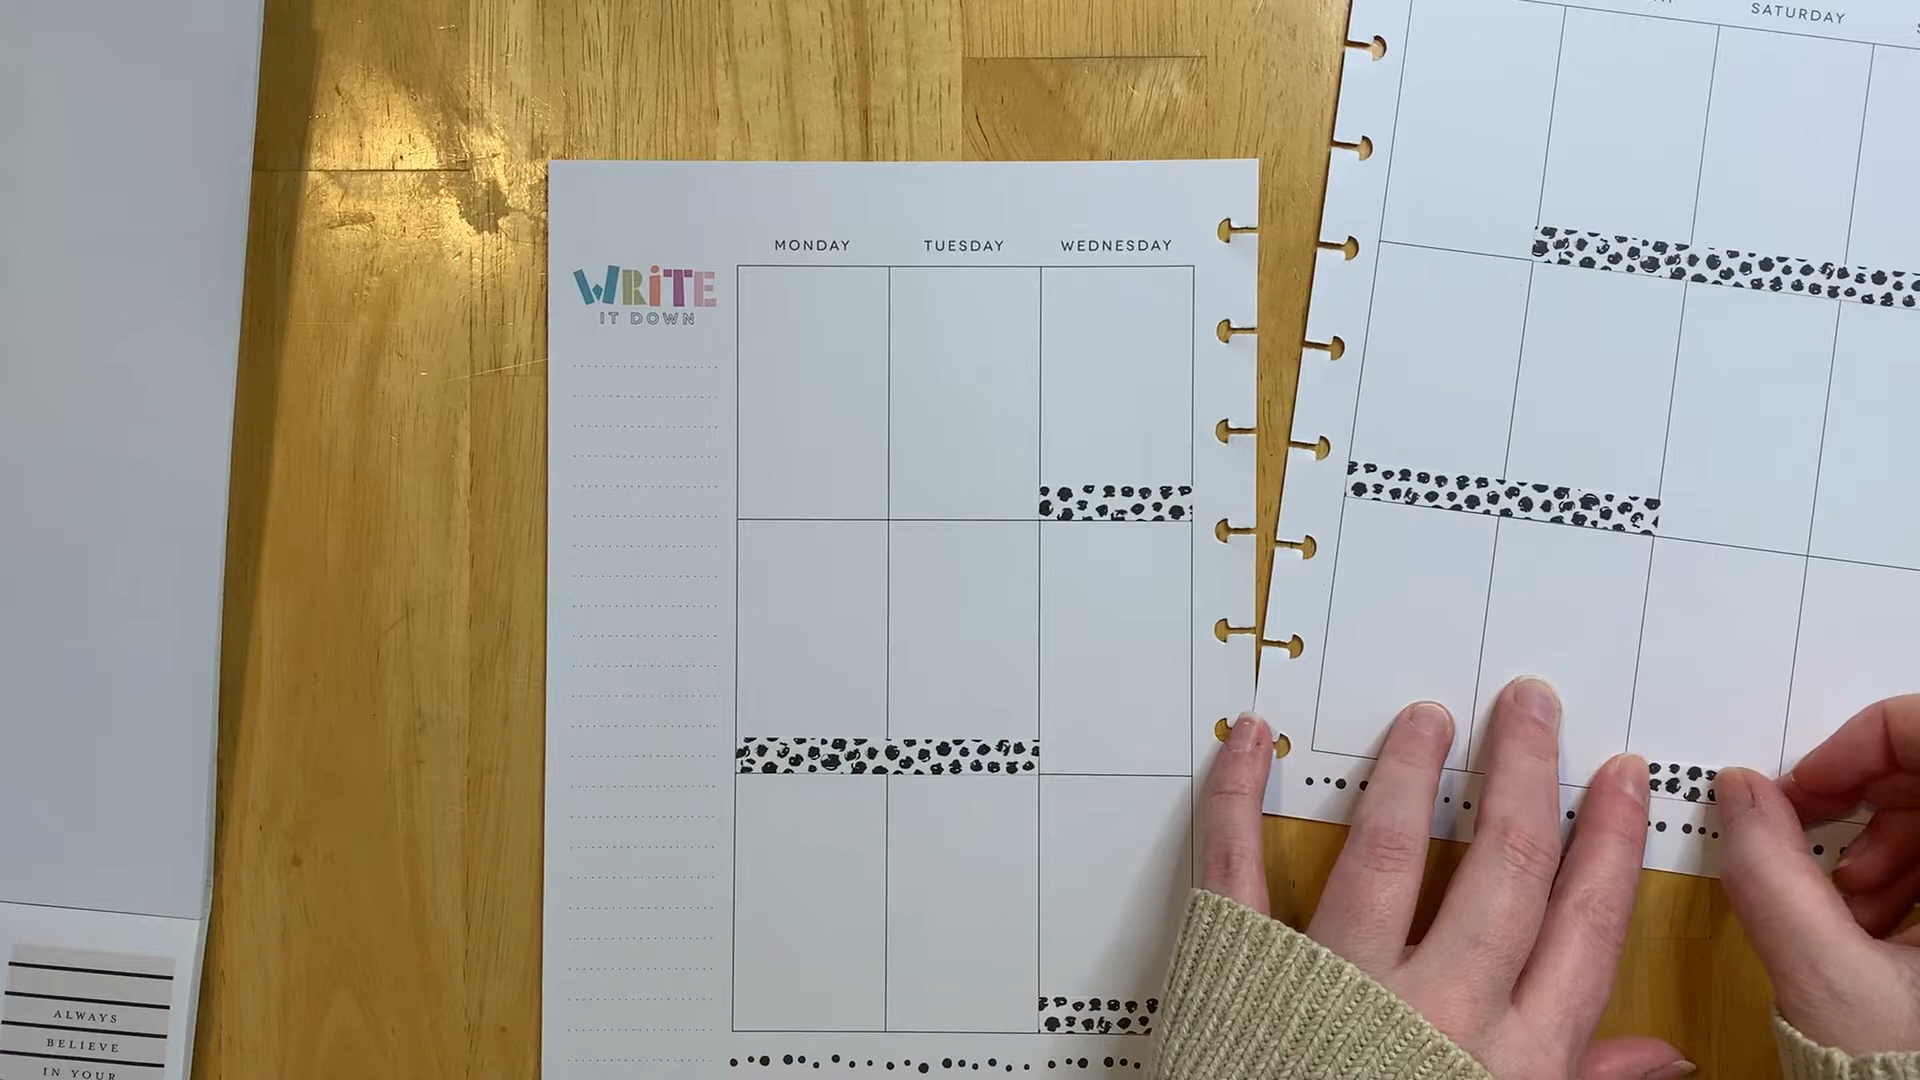 MONDAY TUESDAY WEDNESDAY
WRiTE
IT DOWN
SATURDAY
ALWAYS
BELIEVE
IN YOUR